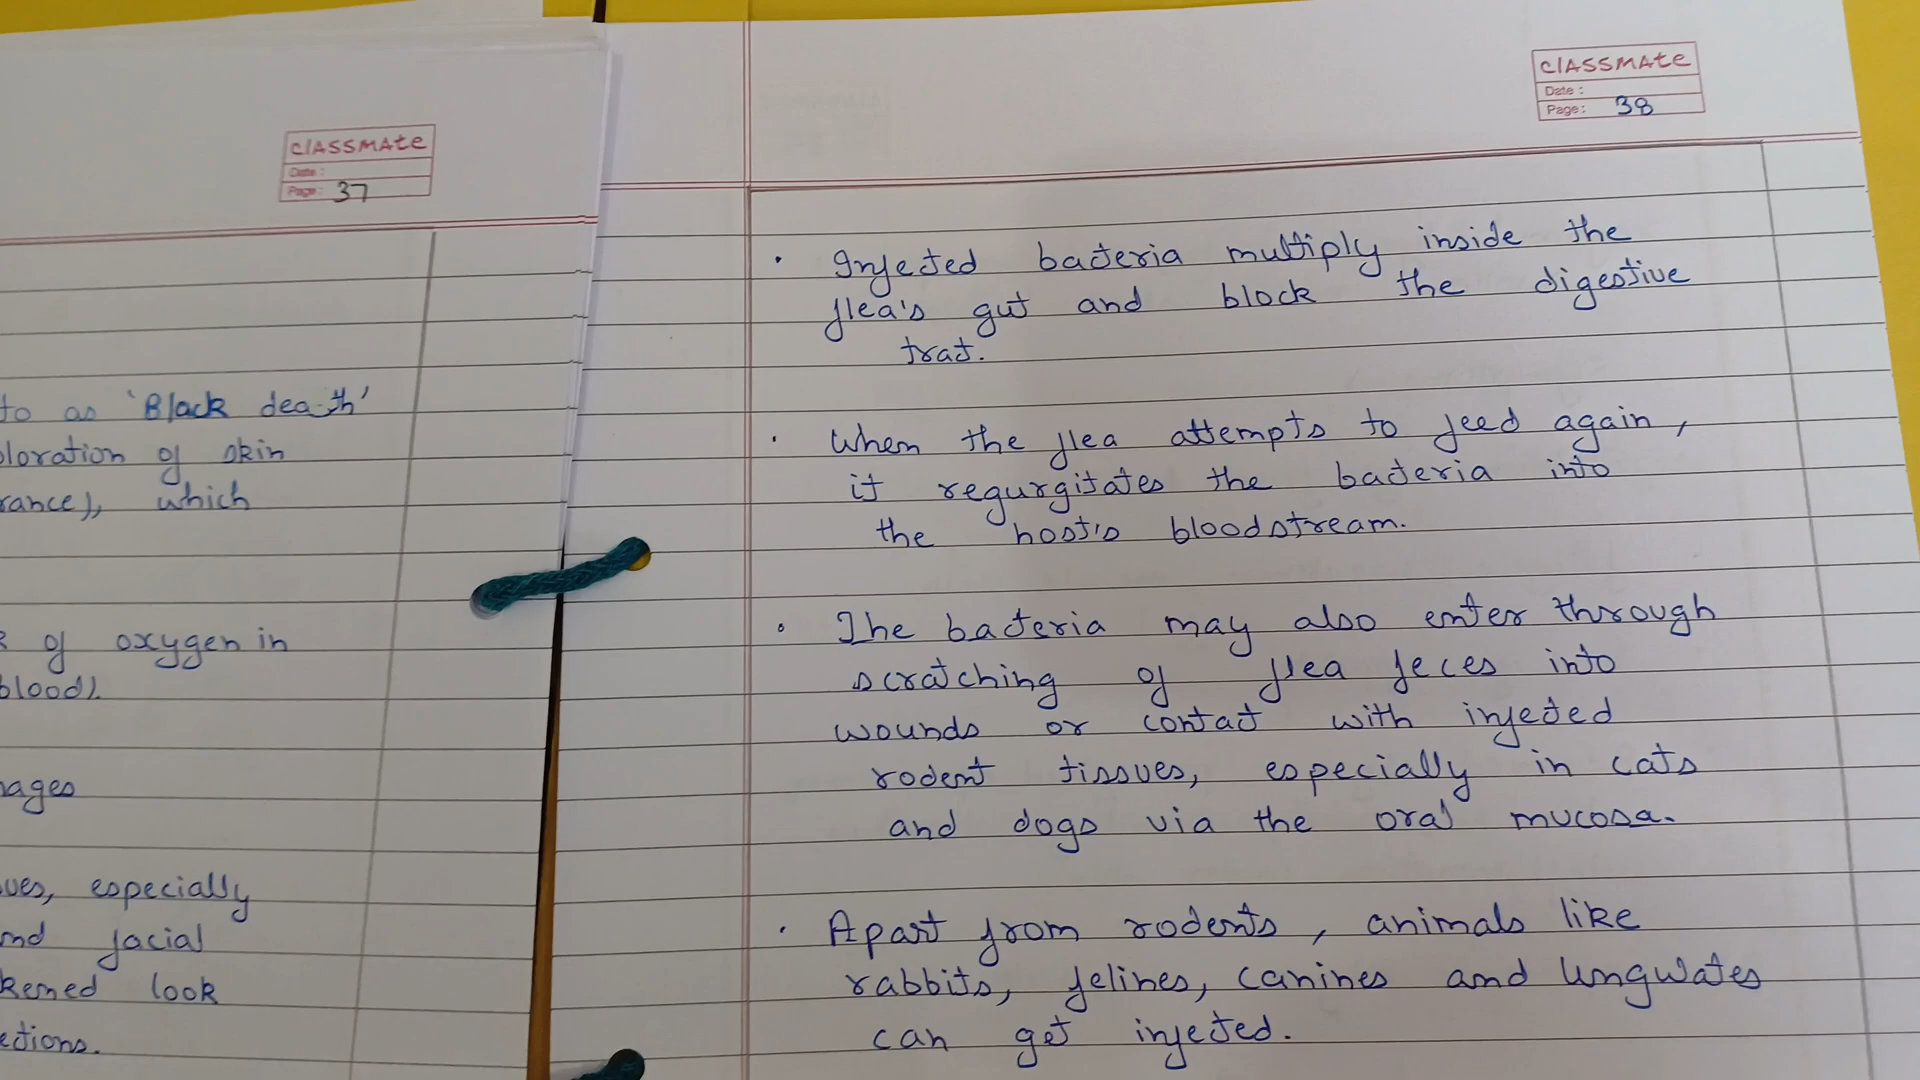 CLASSMATE
Date :
Page : 37
to as 'Black death'
loration of skin
rance), which
of oxygen in
blood).
ages
ues, especially
nd facial
kened look
ections.
CLASSMATE
Date :
Page : 38
• Infected bacteria multiply inside the
flea's gut and block the digestive
tract.
• When the flea attempts to feed again,
it regurgitates the bacteria into
the host's bloodstream.
• The bacteria may also enter through
scratching of flea feces into
wounds or contact with infected
rodent tissues, especially in cats
and dogs via the oral mucosa.
• Apart from rodents, animals like
rabbits, felines, canines and ungulates
can get infected.